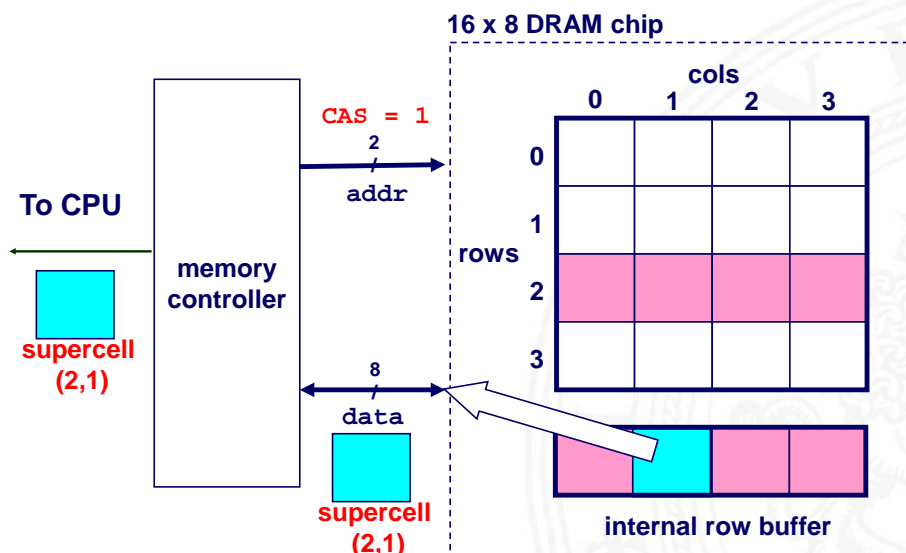 16 x 8 DRAM chip
cols
0 1 2 3
CAS = 1
2
addr
0
1
rows
2
3
To CPU
memory
controller
supercell
(2,1)
8
data
supercell
(2,1)
internal row buffer